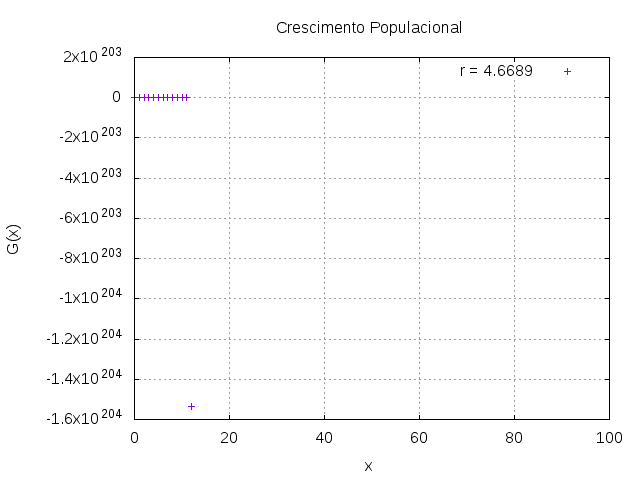 Crescimento Populacional
2x10^203
r = 4.6689
0
-2x10^203
-4x10^203
-6x10^203
G(x)
-8x10^203
-1x10^204
-1.2x10^204
-1.4x10^204
-1.6x10^204
0 20 40 60 80 100
x